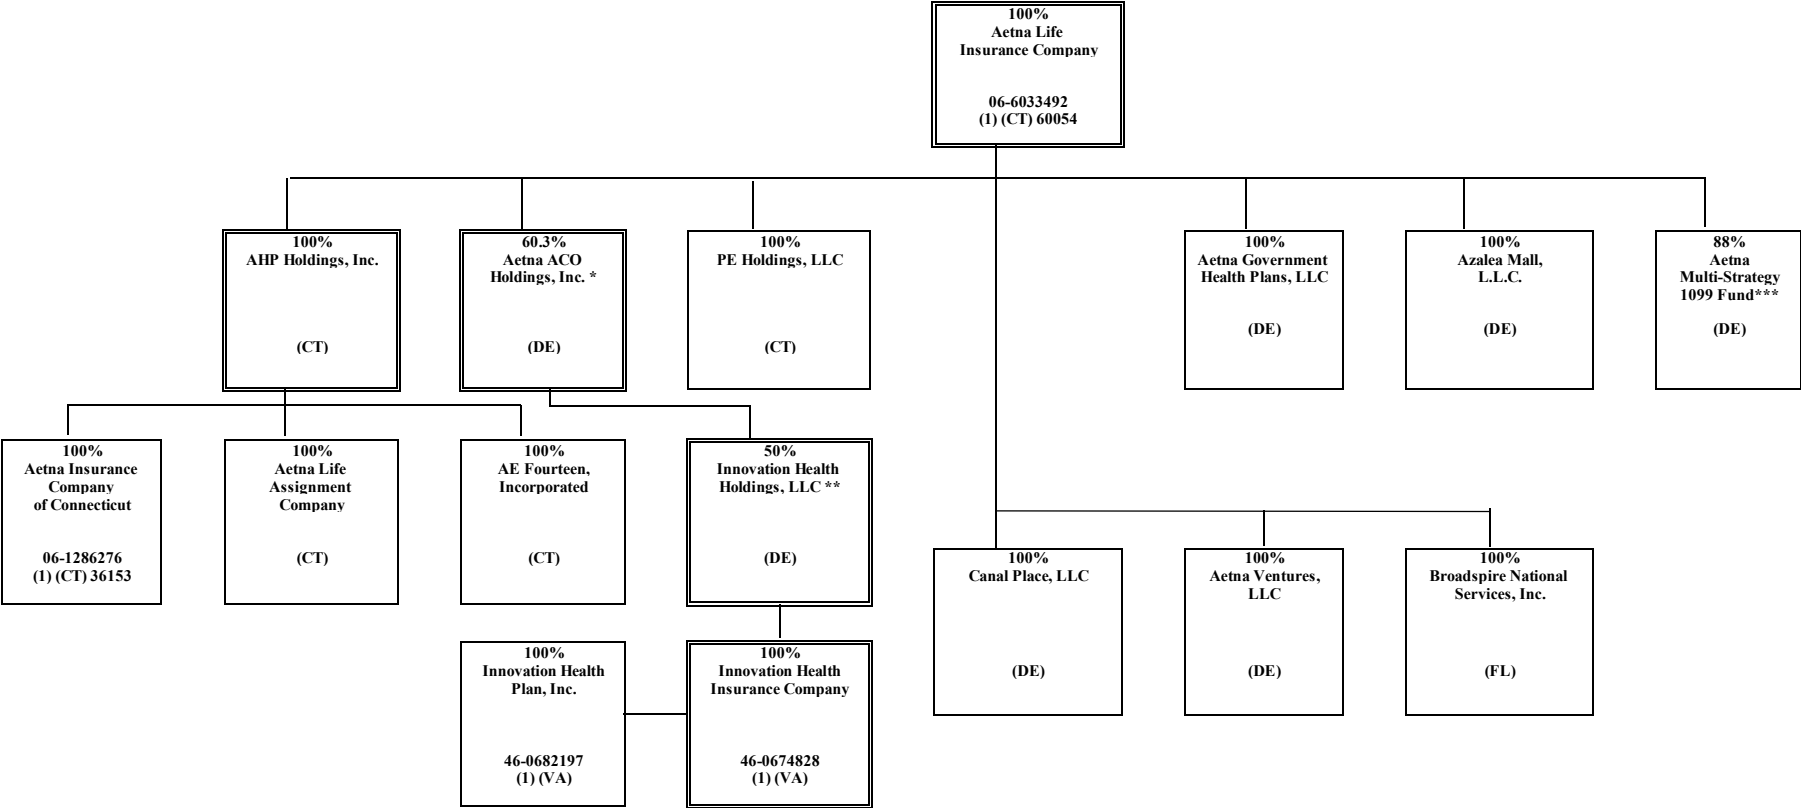 100%
Aetna Life
Insurance Company
06-6033492
(1) (CT) 60054
100%
AHP Holdings, Inc.
(CT)
60.3%
Aetna ACO
Holdings, Inc. *
(DE)
100%
PE Holdings, LLC
(CT)
100%
Aetna Government
Health Plans, LLC
(DE)
100%
Azalea Mall,
L.L.C.
(DE)
88%
Aetna
Multi-Strategy
1099 Fund***
(DE)
100%
Aetna Insurance
Company
of Connecticut
06-1286276
(1) (CT) 36153
100%
Aetna Life
Assignment
Company
(CT)
100%
AE Fourteen,
Incorporated
(CT)
50%
Innovation Health
Holdings, LLC **
(DE)
100%
Canal Place, LLC
(DE)
100%
Aetna Ventures,
LLC
(DE)
100%
Broadspire National
Services, Inc.
(FL)
100%
Innovation Health
Plan, Inc.
46-0682197
(1) (VA)
100%
Innovation Health
Insurance Company
46-0674828
(1) (VA)